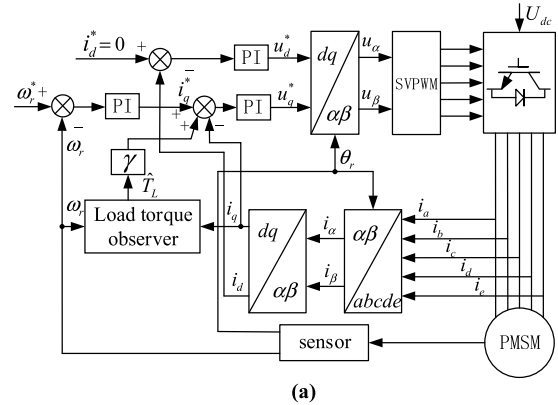 U_dc
i_d^*=0
+
−
PI
u_d^*
dq
αβ
u_α
u_β
SVPWM
ω_r^*
+
−
PI
i_q^*
+
+
−
PI
u_q^*
ω_r
γ
T̂_L
θ_r
ω_r
Load torque
observer
i_q
i_d
dq
αβ
i_α
i_β
αβ
abcde
i_a
i_b
i_c
i_d
i_e
sensor
PMSM
(a)